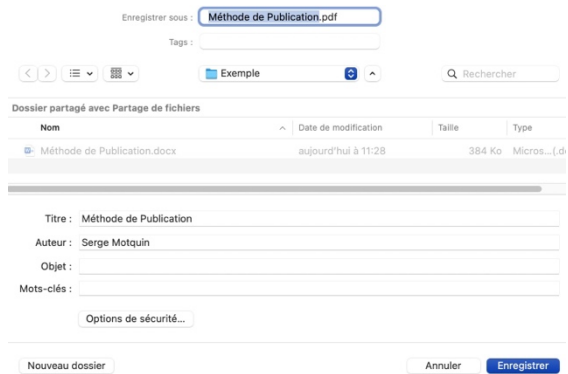 Enregistrer sous : Méthode de Publication.pdf
Tags :
Exemple
Rechercher
Dossier partagé avec Partage de fichiers
Nom Date de modification Taille Type
Méthode de Publication.docx aujourd'hui à 11:28 384 Ko Micros...(.d
Titre : Méthode de Publication
Auteur : Serge Motquin
Objet :
Mots-clés :
Options de sécurité...
Nouveau dossier Annuler Enregistrer